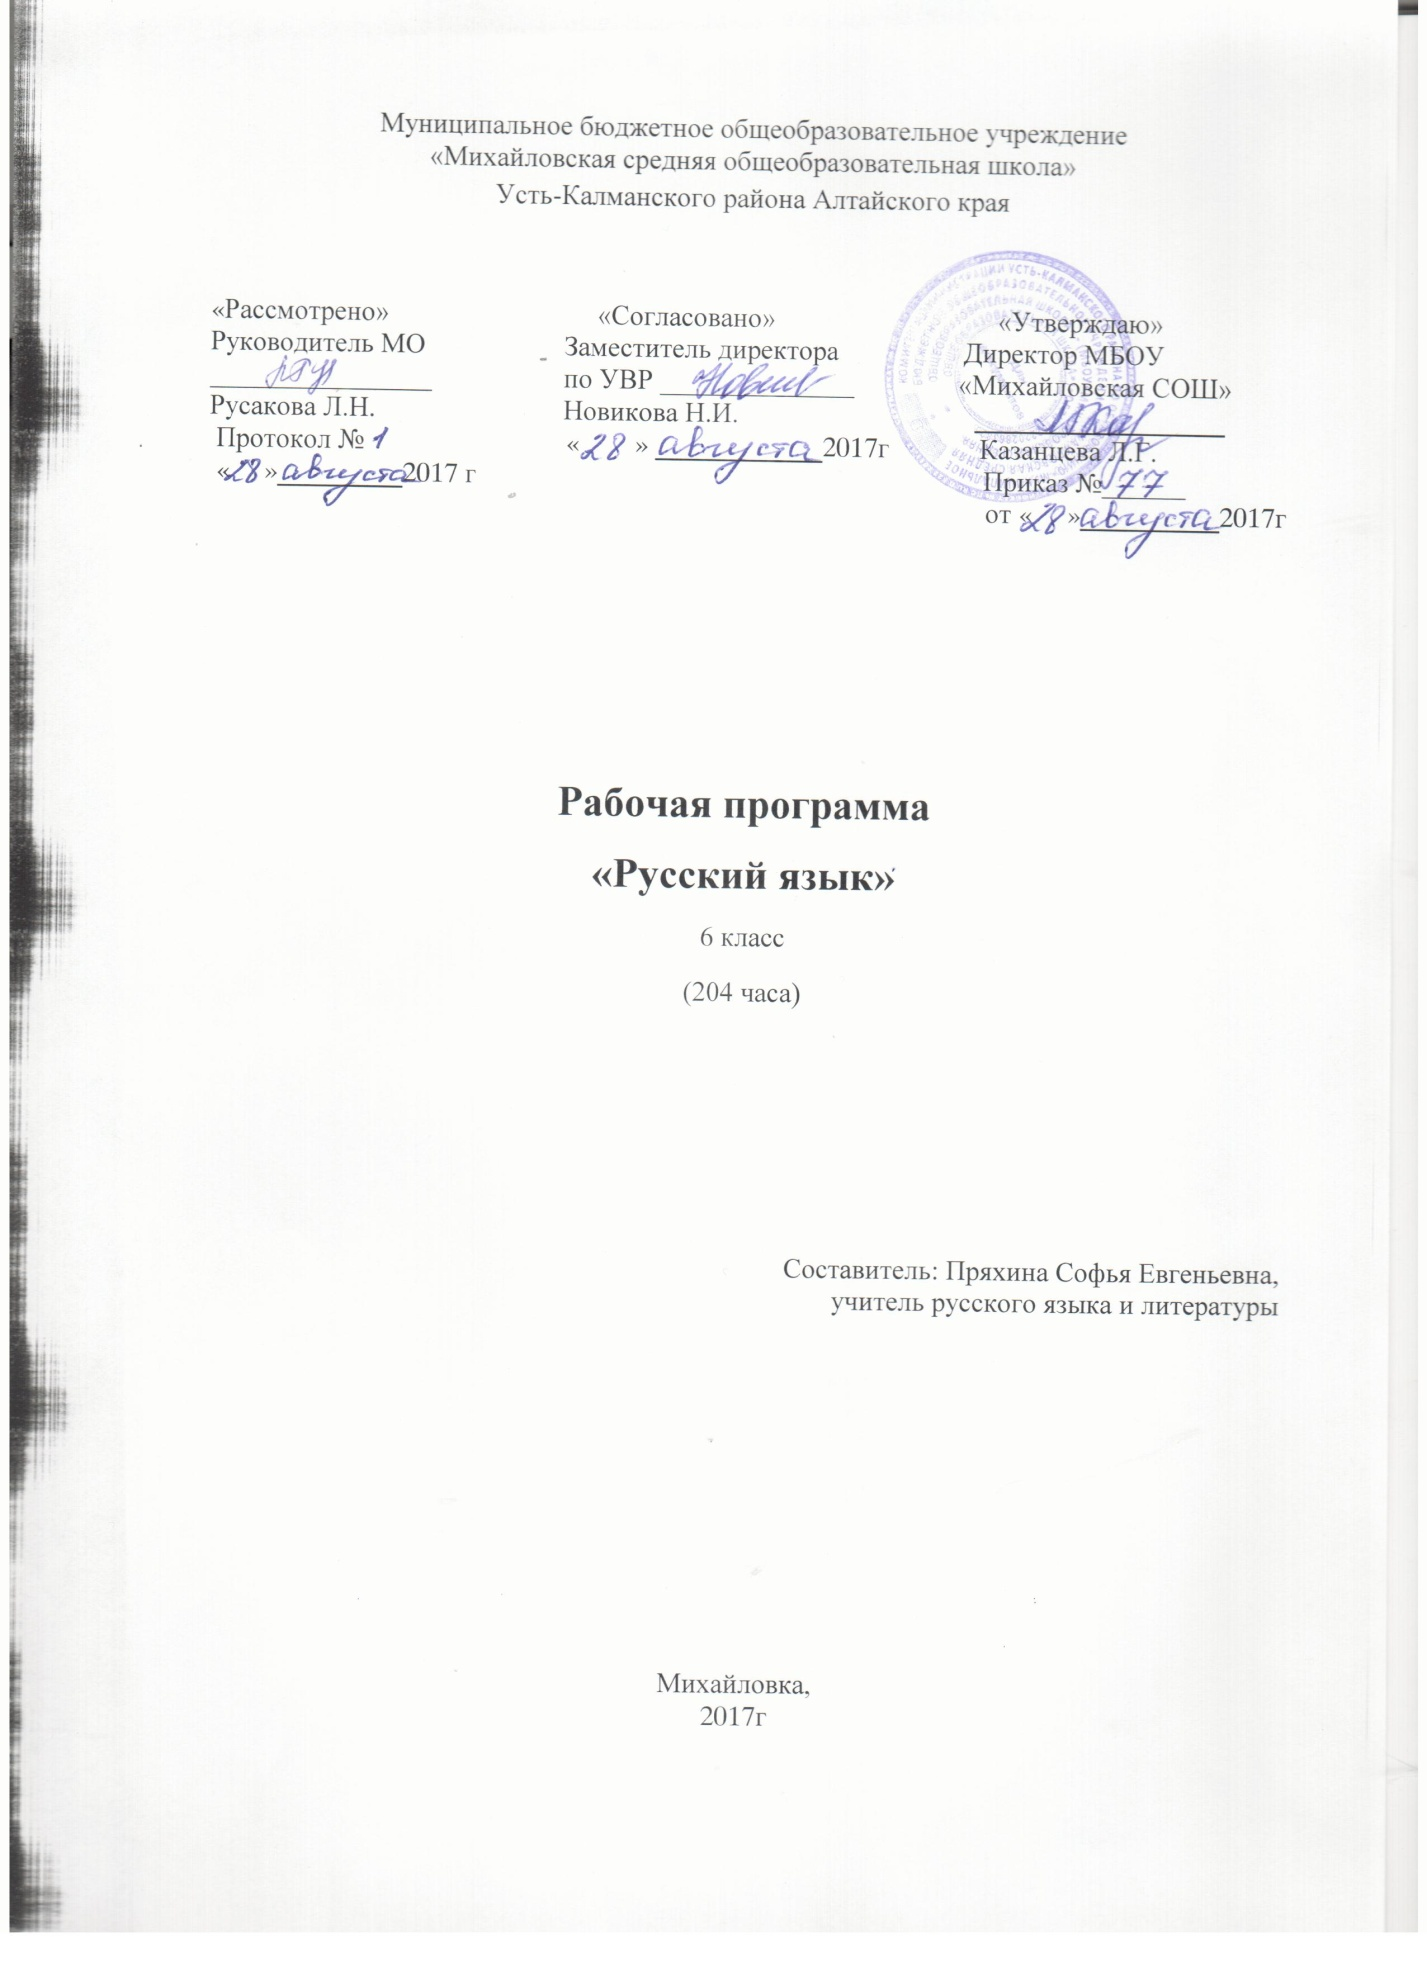 Муниципальное бюджетное общеобразовательное учреждение
«Михайловская средняя общеобразовательная школа»
Усть-Калманского района Алтайского края
«Рассмотрено»
Руководитель МО
Русакова Л.Н.
Протокол № 1
«28» августа 2017 г
«Согласовано»
Заместитель директора
по УВР
Новикова Н.И.
«28» августа 2017г
«Утверждаю»
Директор МБОУ
«Михайловская СОШ»
Казанцева Л.Г.
Приказ № 77
от «28» августа 2017г
Рабочая программа
«Русский язык»
6 класс
(204 часа)
Составитель: Пряхина Софья Евгеньевна,
учитель русского языка и литературы
Михайловка,
2017г